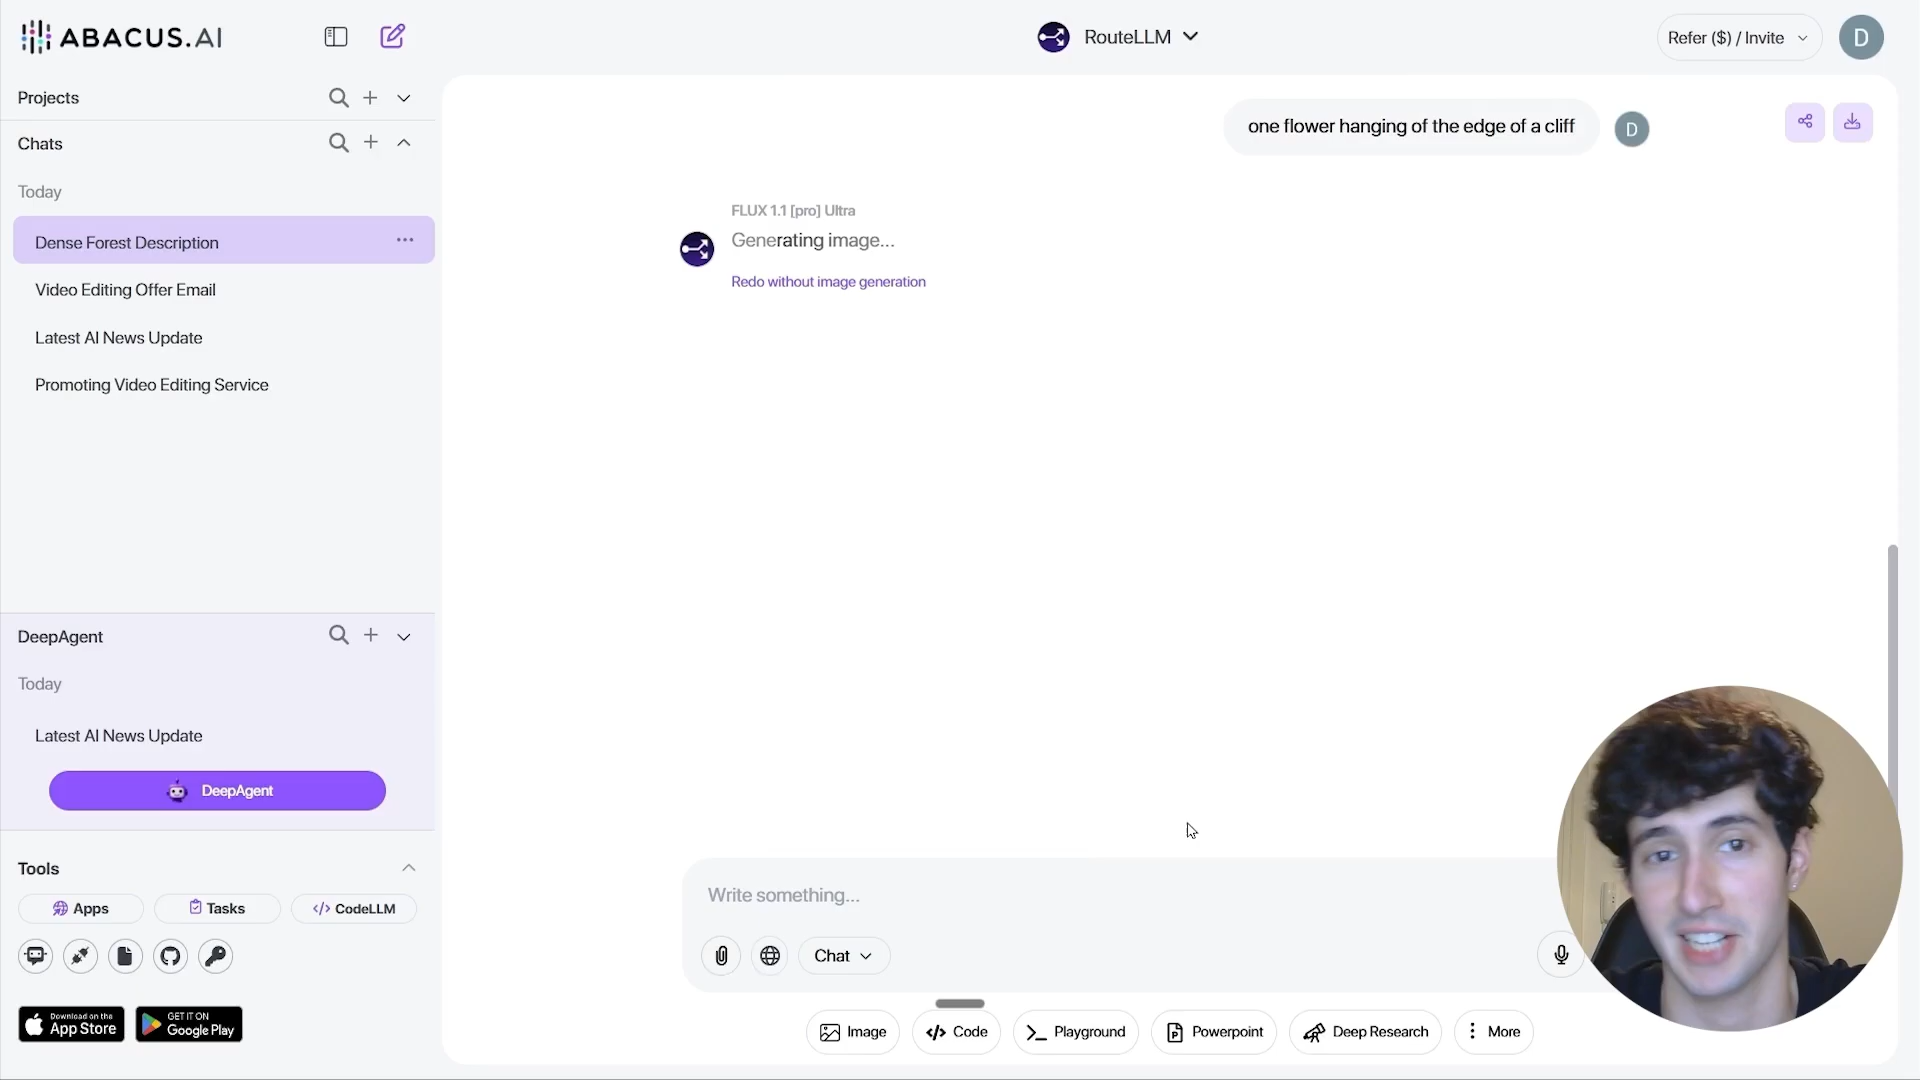 ABACUS.AI
RouteLLM
Refer ($) / Invite
D
Projects
Chats
Today
Dense Forest Description
Video Editing Offer Email
Latest AI News Update
Promoting Video Editing Service
one flower hanging of the edge of a cliff
D
FLUX 1.1 [pro] Ultra
Generating image...
Redo without image generation
DeepAgent
Today
Latest AI News Update
DeepAgent
Tools
Apps
Tasks
</> CodeLLM
Download on the
App Store
GET IT ON
Google Play
Write something...
Chat
Image
Code
Playground
Powerpoint
Deep Research
More